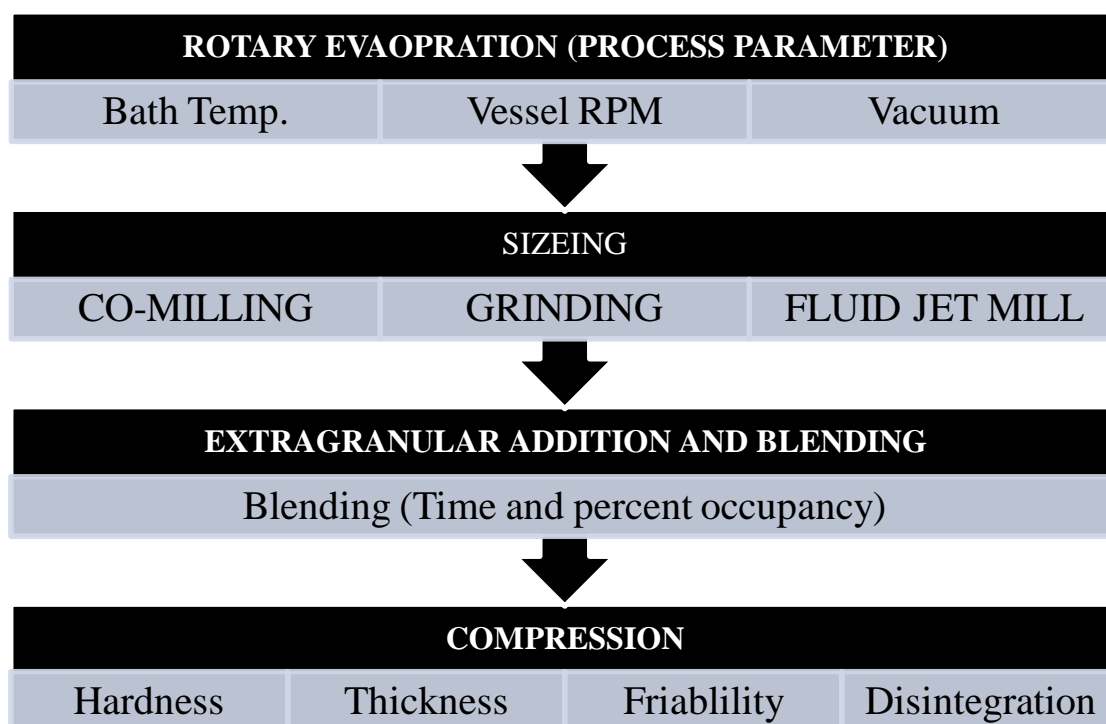 ROTARY EVAOPRATION (PROCESS PARAMETER)
Bath Temp. Vessel RPM Vacuum
SIZEING
CO-MILLING GRINDING FLUID JET MILL
EXTRAGRANULAR ADDITION AND BLENDING
Blending (Time and percent occupancy)
COMPRESSION
Hardness Thickness Friablility Disintegration